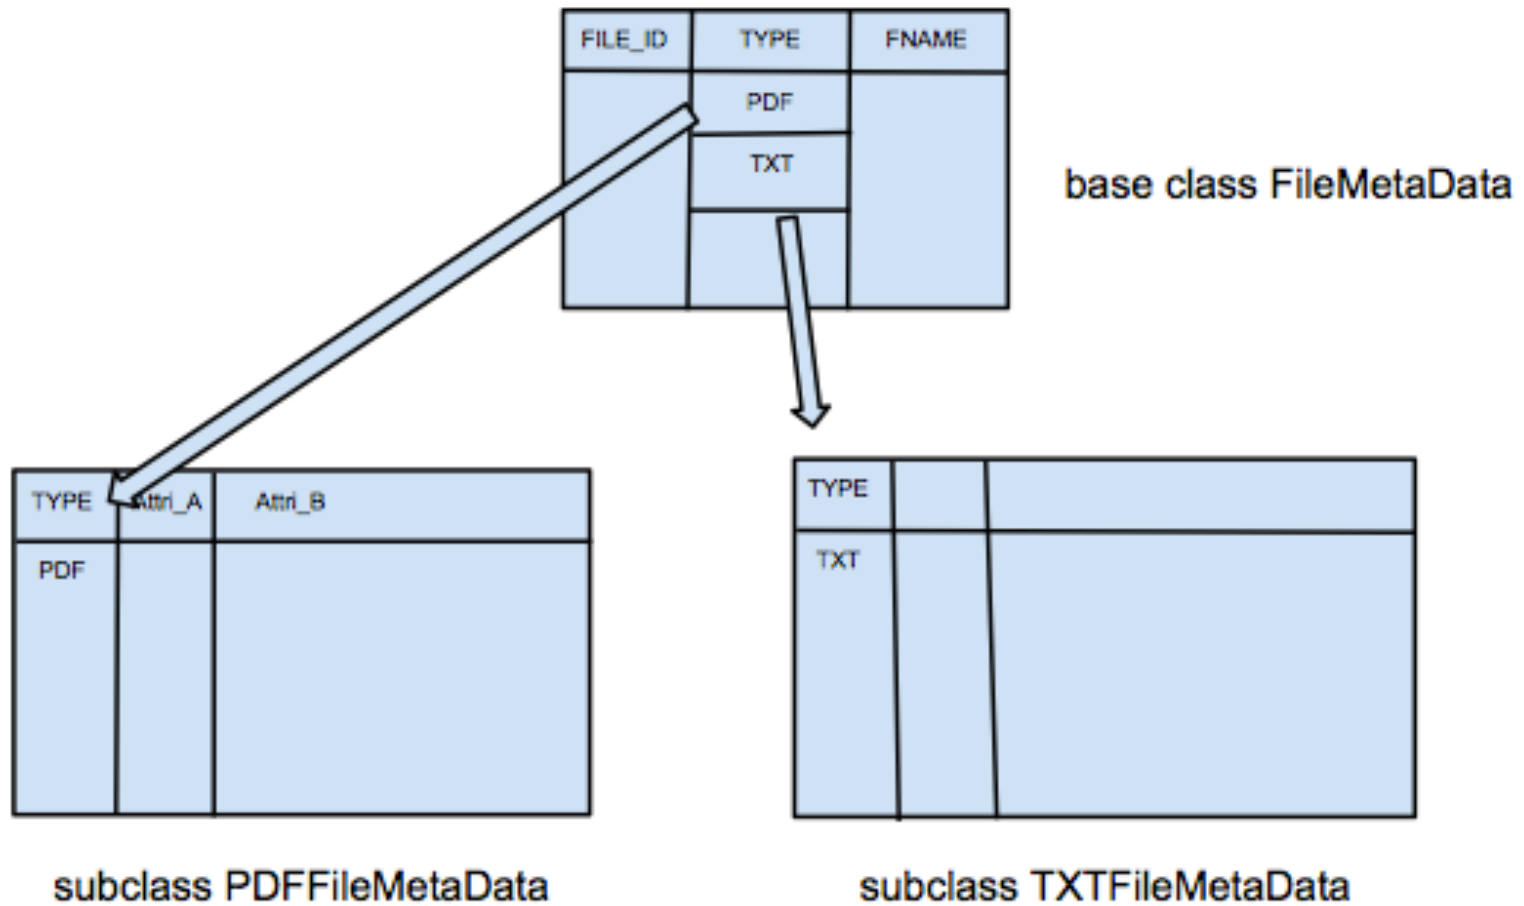 FILE_ID TYPE FNAME
PDF
TXT
base class FileMetaData
TYPE Attri_A Attri_B
PDF
TYPE
TXT
subclass PDFFileMetaData
subclass TXTFileMetaData